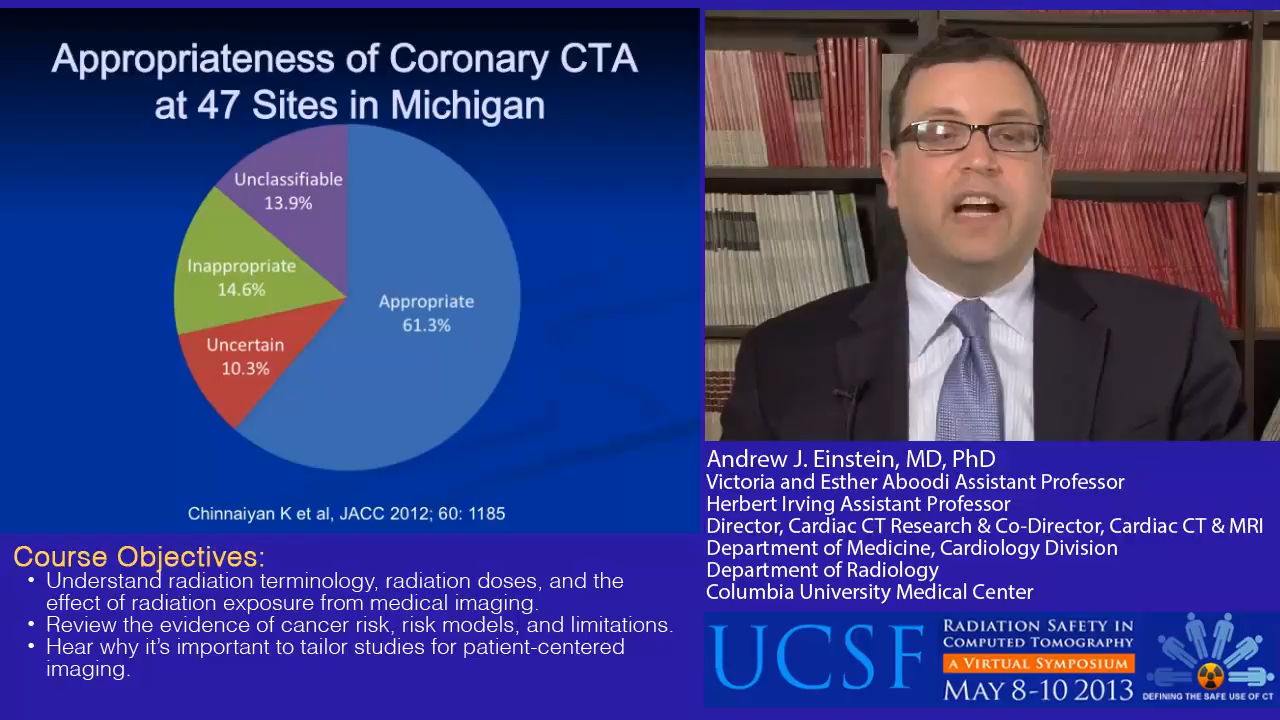 Appropriateness of Coronary CTA
at 47 Sites in Michigan
Unclassifiable
13.9%
Inappropriate
14.6%
Appropriate
61.3%
Uncertain
10.3%
Chinnaiyan K et al, JACC 2012; 60: 1185
Course Objectives:
• Understand radiation terminology, radiation doses, and the
effect of radiation exposure from medical imaging.
• Review the evidence of cancer risk, risk models, and limitations.
• Hear why it's important to tailor studies for patient-centered
imaging.
Andrew J. Einstein, MD, PhD
Victoria and Esther Aboodi Assistant Professor
Herbert Irving Assistant Professor
Director, Cardiac CT Research & Co-Director, Cardiac CT & MRI
Department of Medicine, Cardiology Division
Department of Radiology
Columbia University Medical Center
UCSF
RADIATION SAFETY IN
COMPUTED TOMOGRAPHY
A VIRTUAL SYMPOSIUM
MAY 8-10 2013
DEFINING THE SAFE USE OF CT